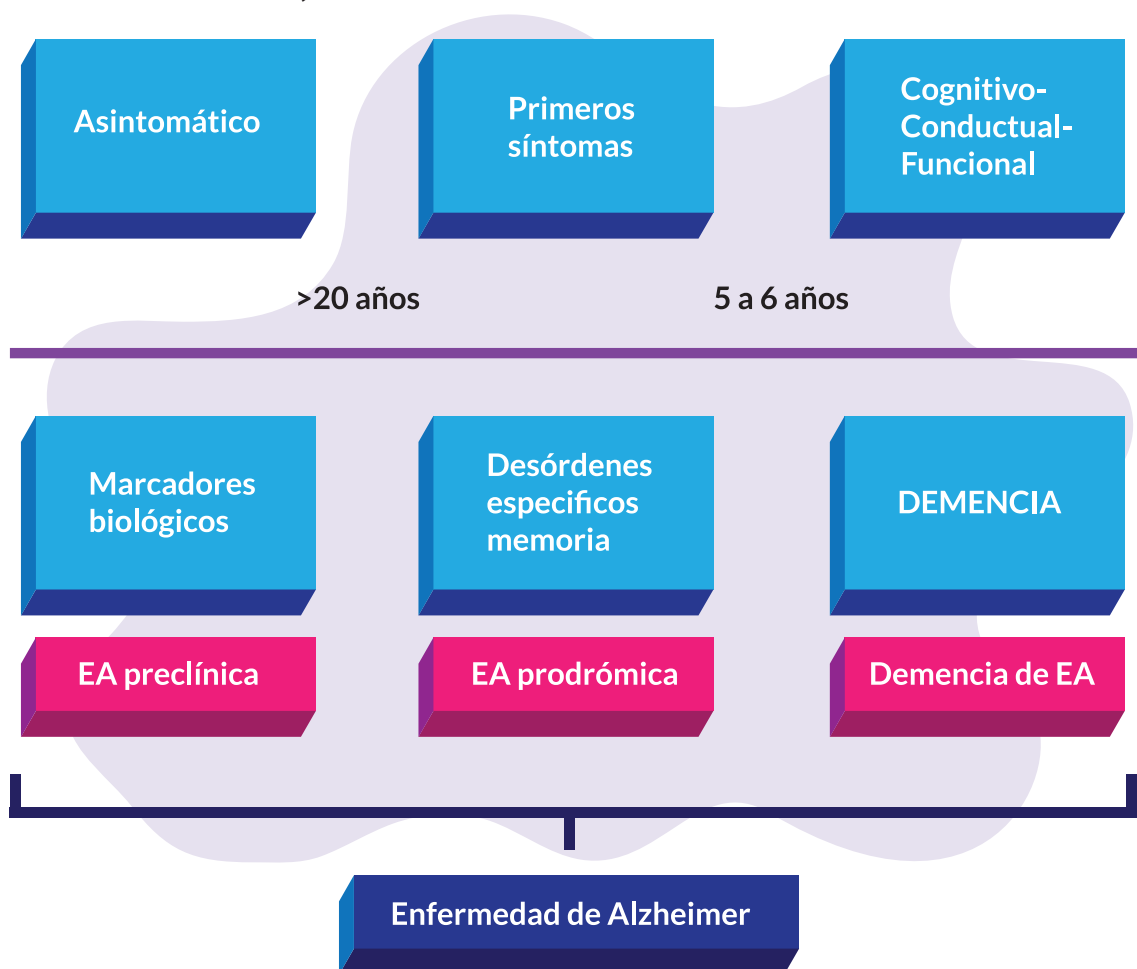 Asintomático
Primeros
síntomas
Cognitivo-
Conductual-
Funcional
>20 años
5 a 6 años
Marcadores
biológicos
Desórdenes
especificos
memoria
DEMENCIA
EA preclínica
EA prodrómica
Demencia de EA
Enfermedad de Alzheimer